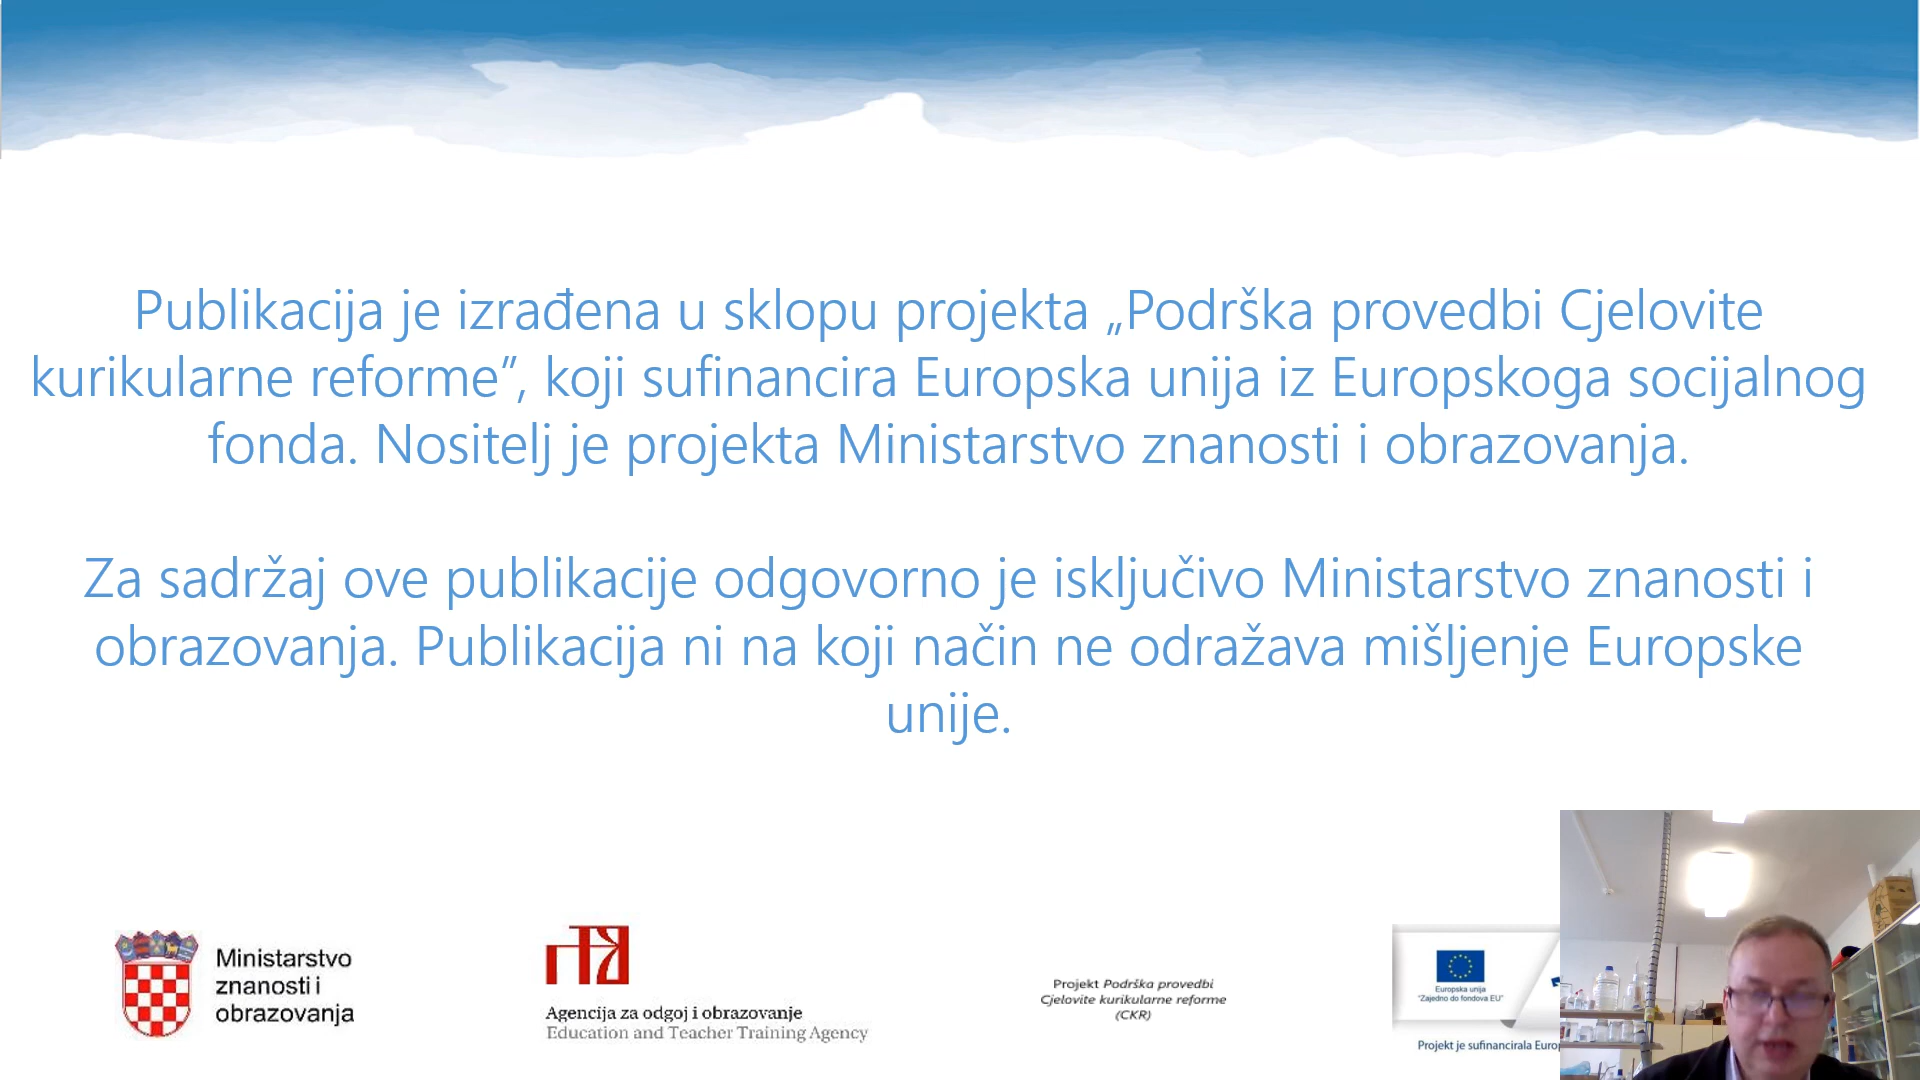 Publikacija je izrađena u sklopu projekta „Podrška provedbi Cjelovite
kurikularne reforme”, koji sufinancira Europska unija iz Europskoga socijalnog
fonda. Nositelj je projekta Ministarstvo znanosti i obrazovanja.
Za sadržaj ove publikacije odgovorno je isključivo Ministarstvo znanosti i
obrazovanja. Publikacija ni na koji način ne odražava mišljenje Europske
unije.
Ministarstvo
znanosti i
obrazovanja
Agencija za odgoj i obrazovanje
Education and Teacher Training Agency
Projekt Podrška provedbi
Cjelovite kurikularne reforme
(CKR)
Europska unija
"Zajedno do fondova EU"
Projekt je sufinancirala